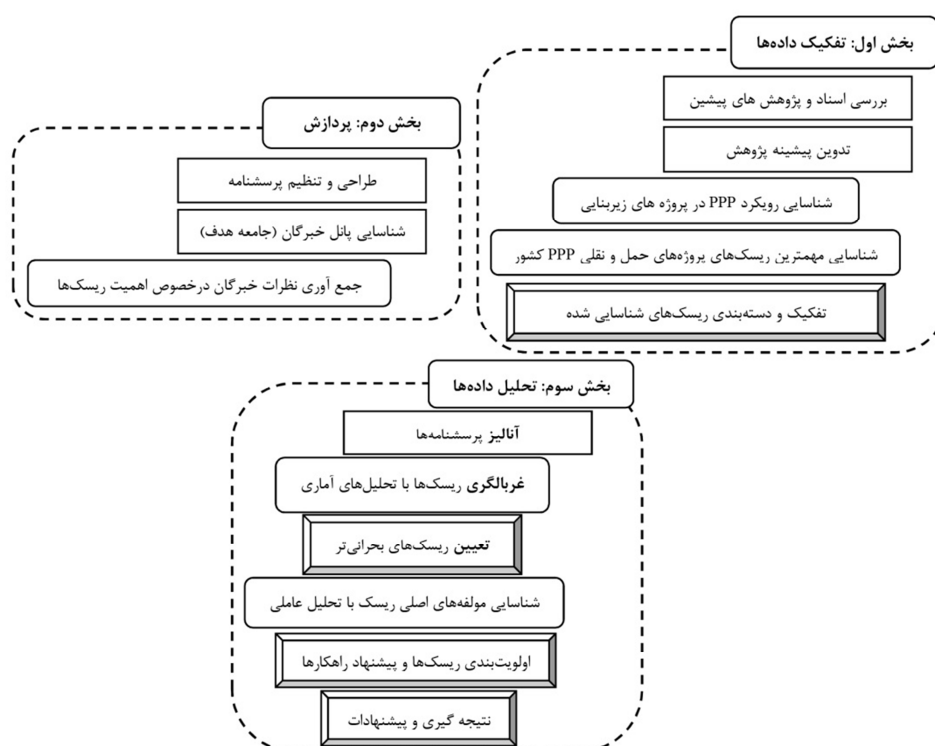 بخش اول: تفکیک داده‌ها
بررسی اسناد و پژوهش های پیشین
تدوین پیشینه پژوهش
شناسایی رویکرد PPP در پروژه های زیربنایی
شناسایی مهمترین ریسک‌های پروژه‌های حمل و نقلی PPP کشور
تفکیک و دسته‌بندی ریسک‌های شناسایی شده
بخش دوم: پردازش
طراحی و تنظیم پرسشنامه
شناسایی پانل خبرگان (جامعه هدف)
جمع آوری نظرات خبرگان درخصوص اهمیت ریسک‌ها
بخش سوم: تحلیل داده‌ها
آنالیز پرسشنامه‌ها
غربالگری ریسک‌ها با تحلیل‌های آماری
تعیین ریسک‌های بحرانی‌تر
شناسایی مولفه‌های اصلی ریسک با تحلیل عاملی
اولویت‌بندی ریسک‌ها و پیشنهاد راهکارها
نتیجه گیری و پیشنهادات